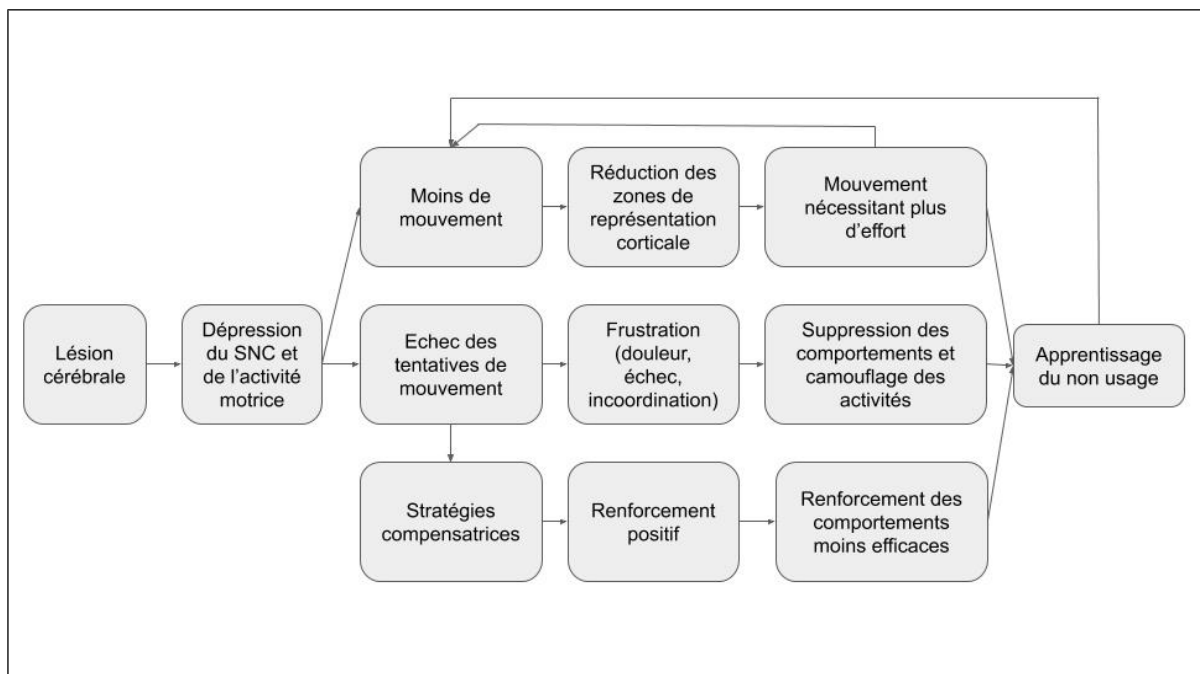 Moins de
mouvement
Réduction des
zones de
représentation
corticale
Mouvement
nécessitant plus
d’effort
Lésion
cérébrale
Dépression
du SNC et
de l’activité
motrice
Echec des
tentatives de
mouvement
Frustration
(douleur,
échec,
incoordination)
Suppression des
comportements et
camouflage des
activités
Apprentissage
du non usage
Stratégies
compensatrices
Renforcement
positif
Renforcement des
comportements
moins efficaces